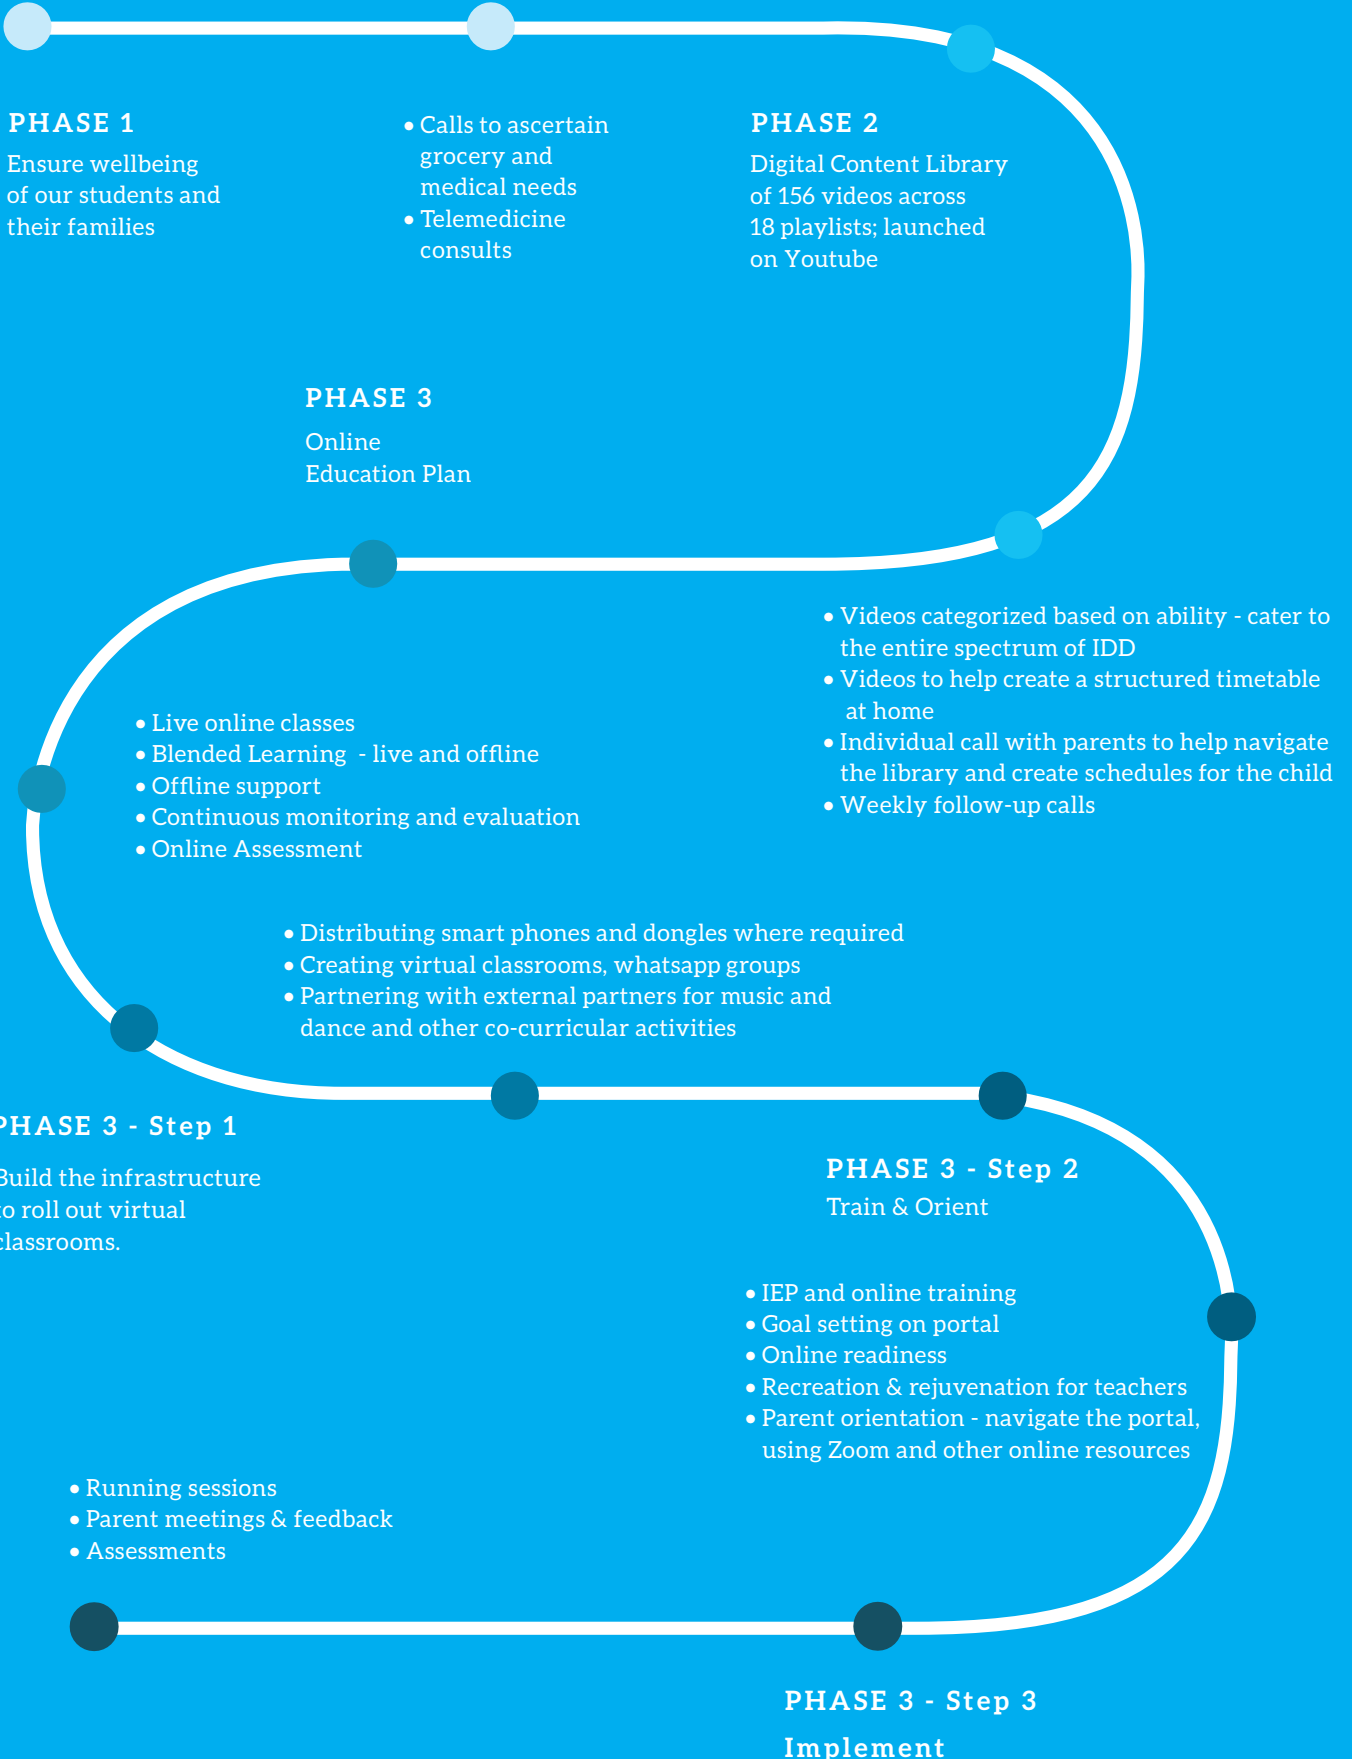 PHASE 1
Ensure wellbeing
of our students and
their families
• Calls to ascertain
grocery and
medical needs
• Telemedicine
consults
PHASE 2
Digital Content Library
of 156 videos across
18 playlists; launched
on Youtube
• Videos categorized based on ability - cater to
the entire spectrum of IDD
• Videos to help create a structured timetable
at home
• Individual call with parents to help navigate
the library and create schedules for the child
• Weekly follow-up calls
PHASE 3
Online
Education Plan
• Live online classes
• Blended Learning - live and offline
• Offline support
• Continuous monitoring and evaluation
• Online Assessment
PHASE 3 - Step 1
Build the infrastructure
to roll out virtual
classrooms.
• Distributing smart phones and dongles where required
• Creating virtual classrooms, whatsapp groups
• Partnering with external partners for music and
dance and other co-curricular activities
PHASE 3 - Step 2
Train & Orient
• IEP and online training
• Goal setting on portal
• Online readiness
• Recreation & rejuvenation for teachers
• Parent orientation - navigate the portal,
using Zoom and other online resources
PHASE 3 - Step 3
Implement
• Running sessions
• Parent meetings & feedback
• Assessments